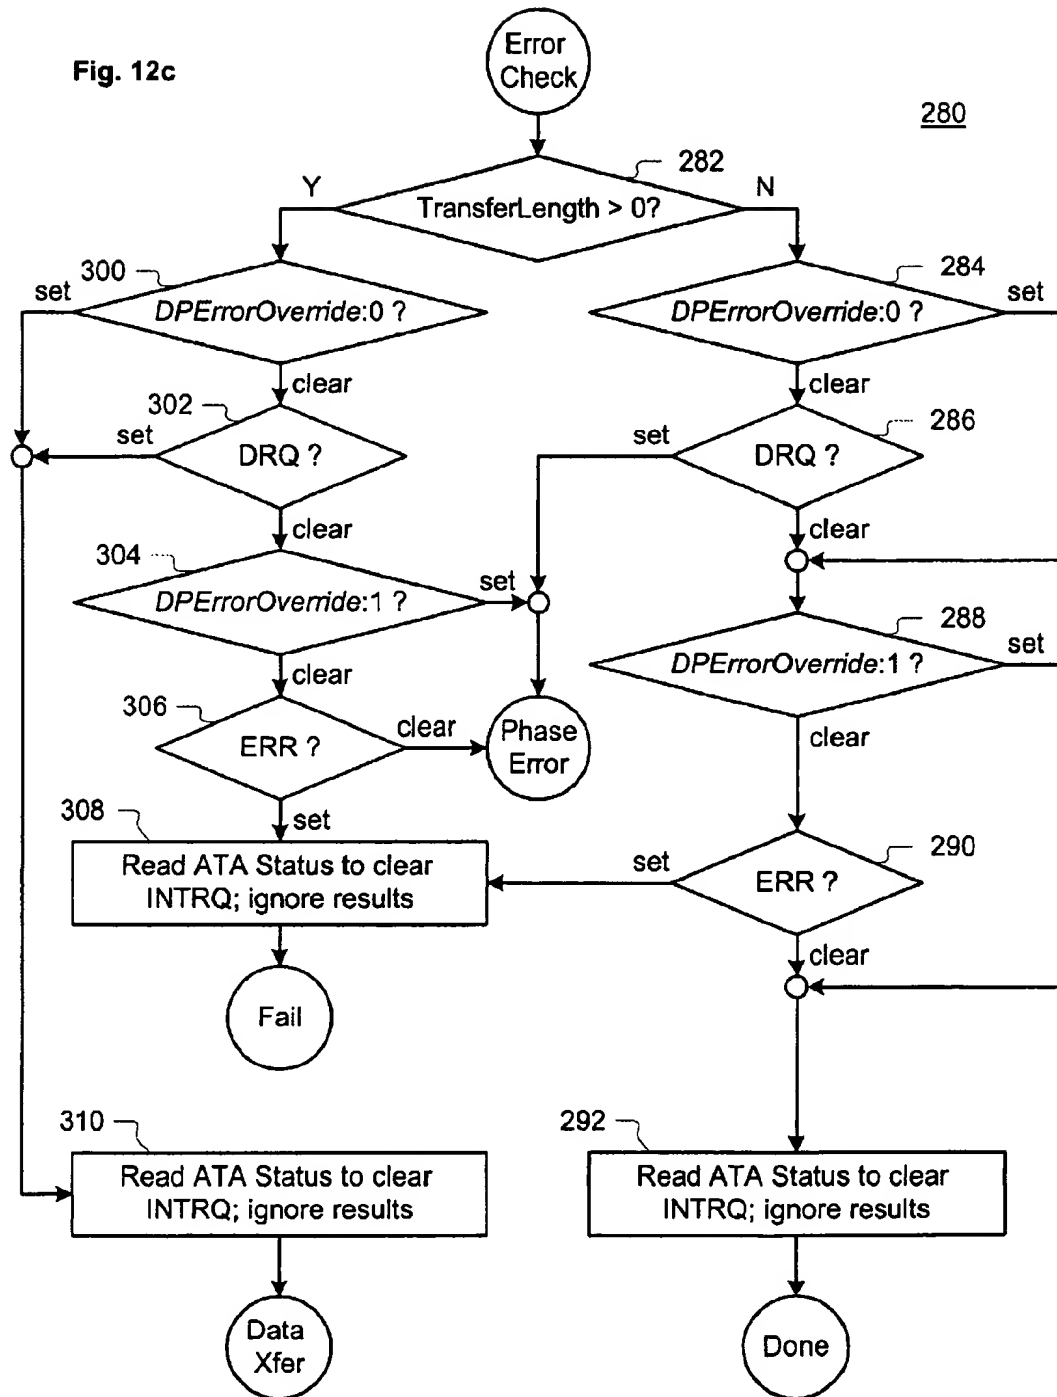 Fig. 12c
Error
Check
280
282
Y
N
TransferLength > 0?
300
284
set
DPErrorOverride:0 ?
DPErrorOverride:0 ?
set
clear
clear
302
286
set
DRQ ?
set
DRQ ?
clear
clear
304
set
DPErrorOverride:1 ?
288
DPErrorOverride:1 ?
set
clear
306
clear
ERR ?
Phase
Error
clear
308
set
290
Read ATA Status to clear
INTRQ; ignore results
set
ERR ?
clear
Fail
310
292
Read ATA Status to clear
INTRQ; ignore results
Read ATA Status to clear
INTRQ; ignore results
Data
Xfer
Done